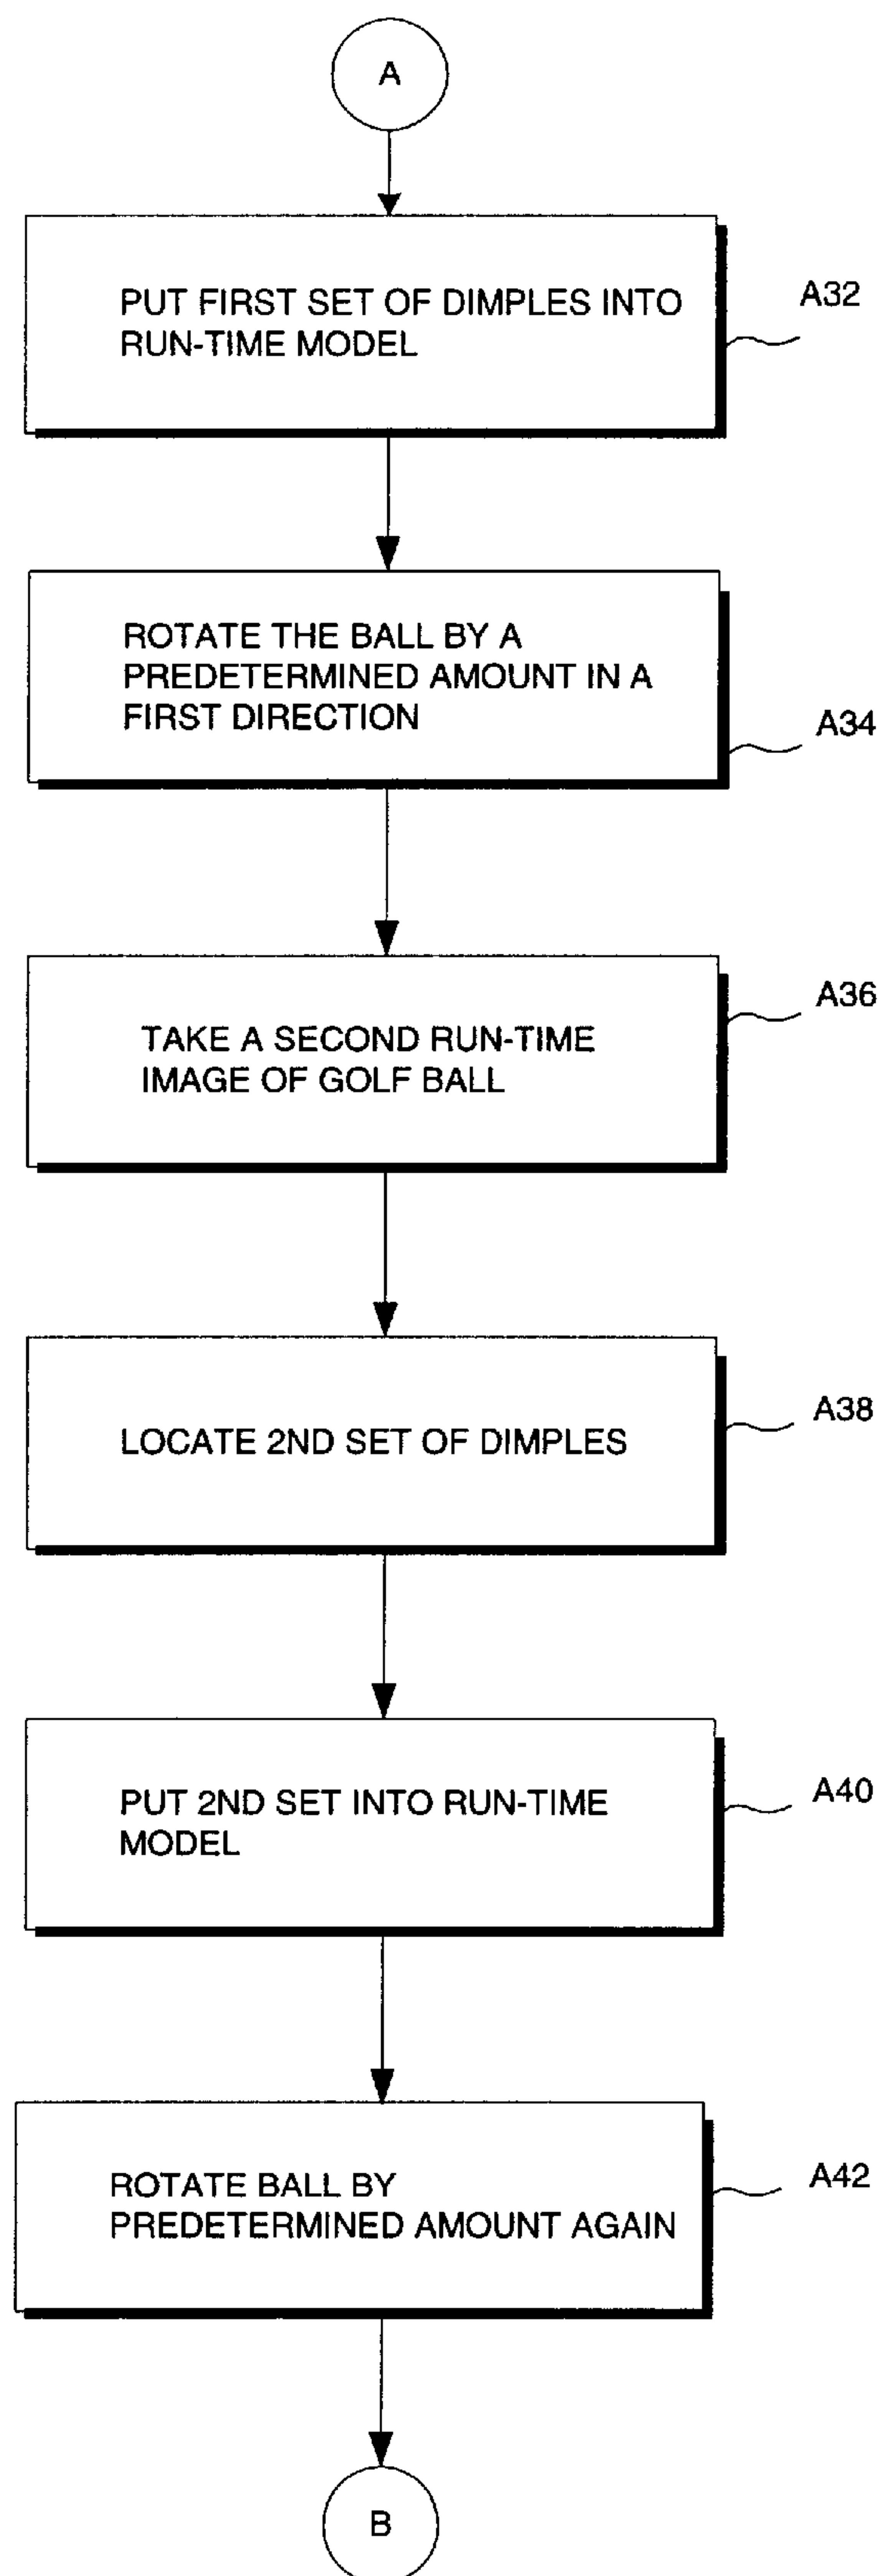 A
PUT FIRST SET OF DIMPLES INTO
RUN-TIME MODEL
A32
ROTATE THE BALL BY A
PREDETERMINED AMOUNT IN A
FIRST DIRECTION
A34
TAKE A SECOND RUN-TIME
IMAGE OF GOLF BALL
A36
LOCATE 2ND SET OF DIMPLES
A38
PUT 2ND SET INTO RUN-TIME
MODEL
A40
ROTATE BALL BY
PREDETERMINED AMOUNT AGAIN
A42
B